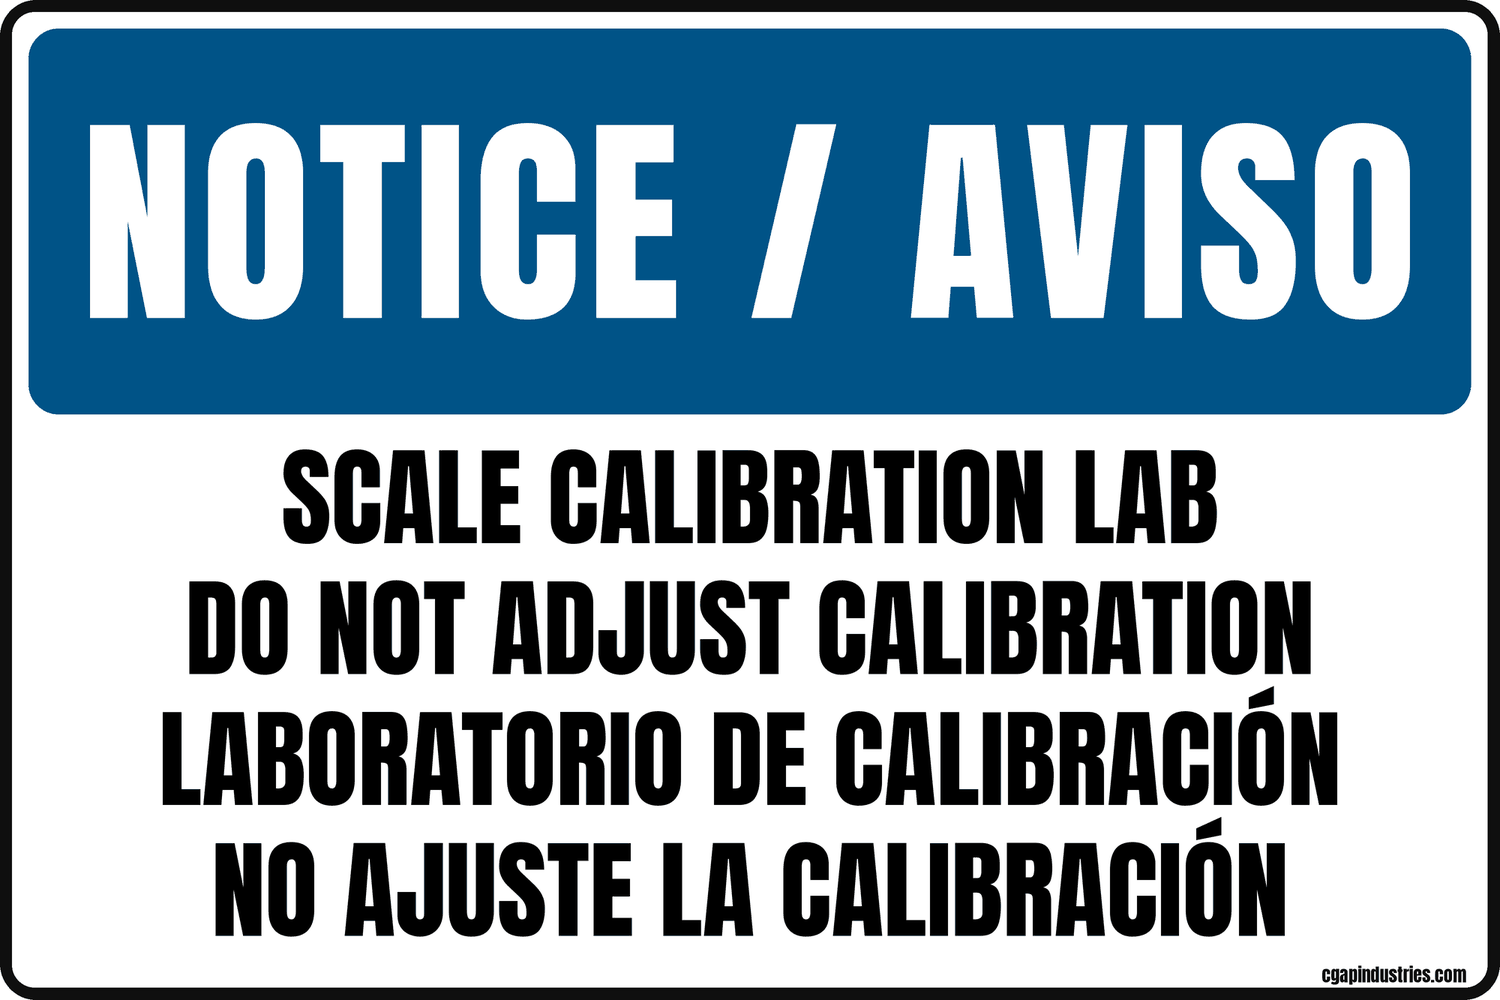 NOTICE / AVISO
SCALE CALIBRATION LAB
DO NOT ADJUST CALIBRATION
LABORATORIO DE CALIBRACIÓN
NO AJUSTE LA CALIBRACIÓN
cgapindustries.com